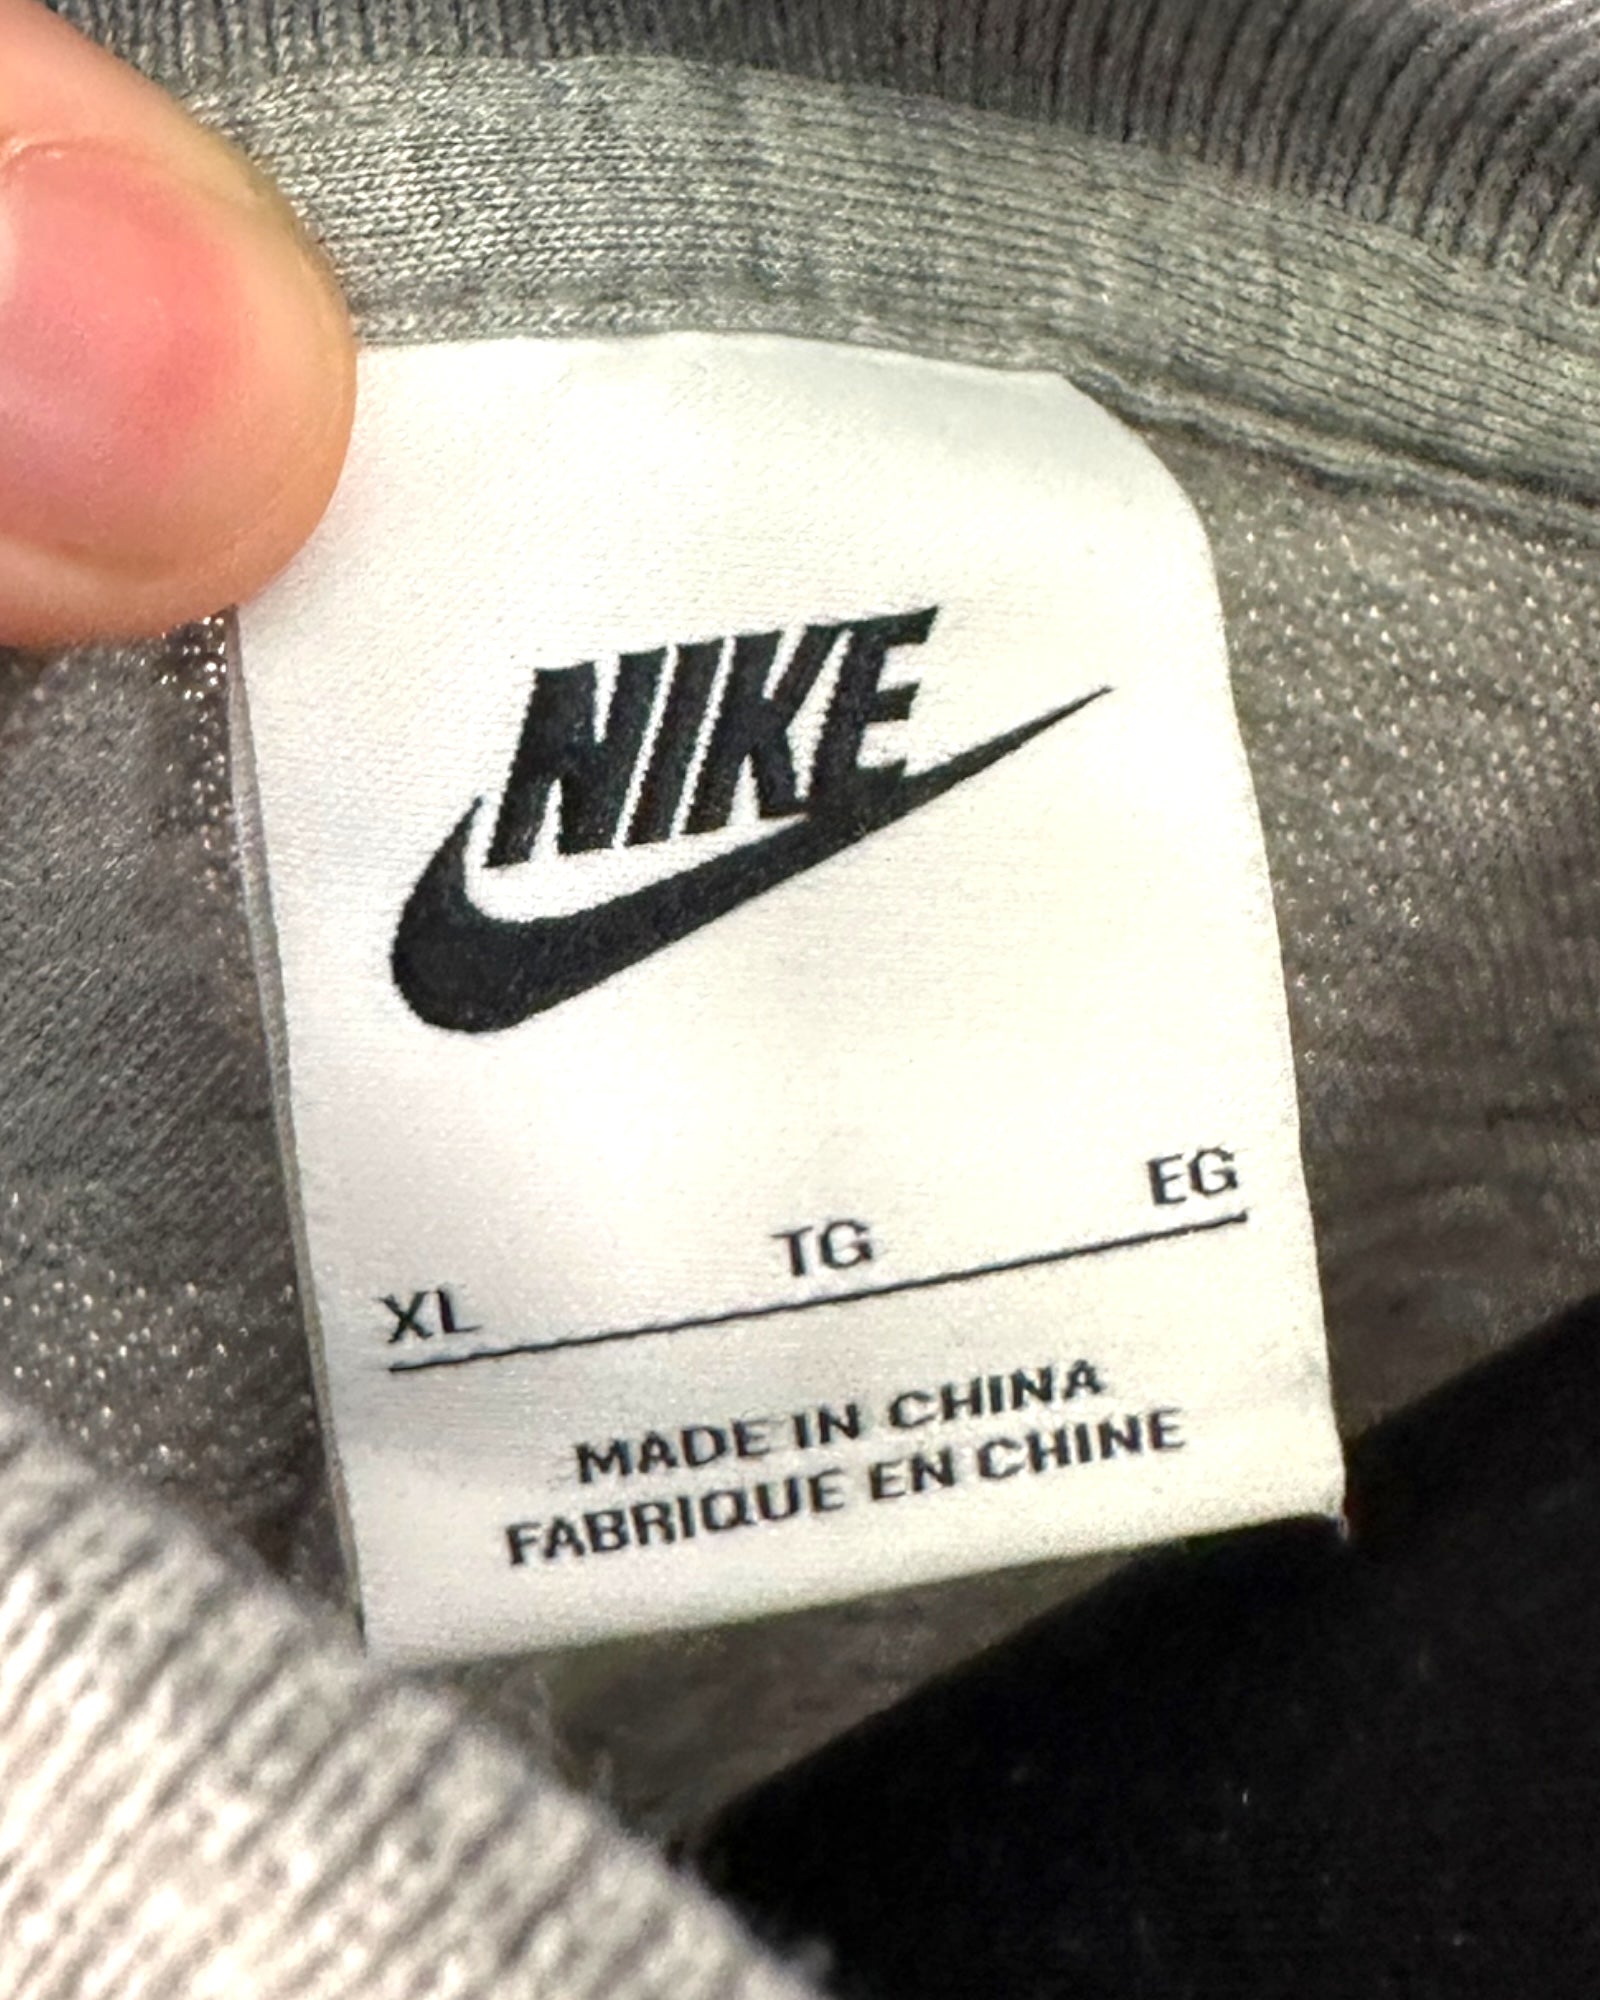 NIKE
XL TG EG
MADE IN CHINA
FABRIQUE EN CHINE